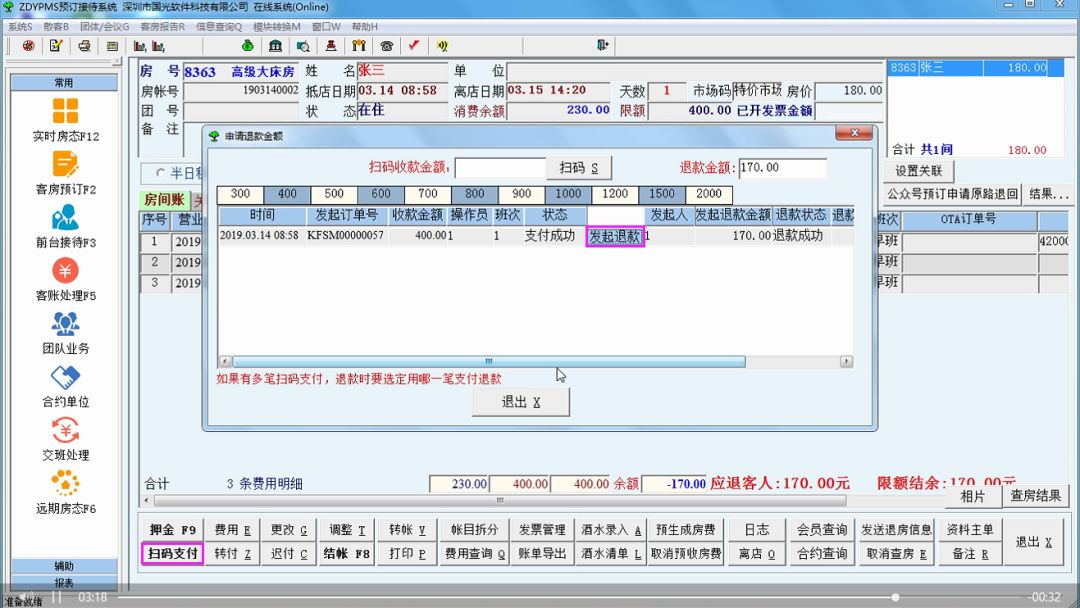 ZDYPMS预订接待系统 深圳市国光软件科技有限公司 在线系统(Online)
系统S 散客B 团体/会议G 客房报告R 信息查询Q 模块转换M 窗口W 帮助H
常用
实时房态F12
客房预订F2
前台接待F3
客账处理F5
团队业务
合约单位
交班处理
远期房态F6
辅助
报表
房 号 8363 高级大床房 姓 名 张三 单 位
房帐号 1903140002 抵店日期 03.14 08:58 离店日期 03.15 14:20 天数 1 市场码 特价市场 房价 180.00
团 号 状 态 在住 消费余额 230.00 限额 400.00 已开发票金额
备 注
8363 张三 180.00
合计 共1间 180.00
设置关联
公众号预订申请原路退回 结果...
半日租
房间账
序号 营业
1 2019
2 2019
3 2019
班次 OTA订单号
早班 42000
早班
早班
申请退款金额
扫码收款金额: 扫码 S 退款金额: 170.00
300 400 500 600 700 800 900 1000 1200 1500 2000
时间 发起订单号 收款金额 操作员 班次 状态 发起人 发起退款金额 退款状态 退款
2019.03.14 08:58 KFSM00000057 400.00 1 1 支付成功 发起退款 1 170.00 退款成功
如果有多笔扫码支付，退款时要选定用哪一笔支付退款
退出 X
合计 3 条费用明细 230.00 400.00 400.00 余额 -170.00 应退客人:170.00元 限额结余:170.00元
相片 查房结果
押金 F9 费用 E 更改 G 调整 T 转帐 V 帐目拆分 发票管理 酒水录入 A 预生成房费 日志 会员查询 发送退房信息 资料主单
扫码支付 转付 Z 迟付 C 结帐 F8 打印 P 费用查询 Q 账单导出 酒水清单 L 取消预收房费 离店 O 合约查询 取消查房 E 备注 R
退出 X
03:18 -00:32
准备就绪